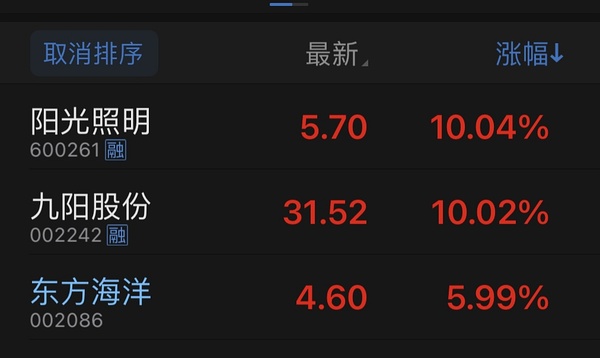 取消排序 最新 涨幅↓
阳光照明 5.70 10.04%
600261 融
九阳股份 31.52 10.02%
002242 融
东方海洋 4.60 5.99%
002086